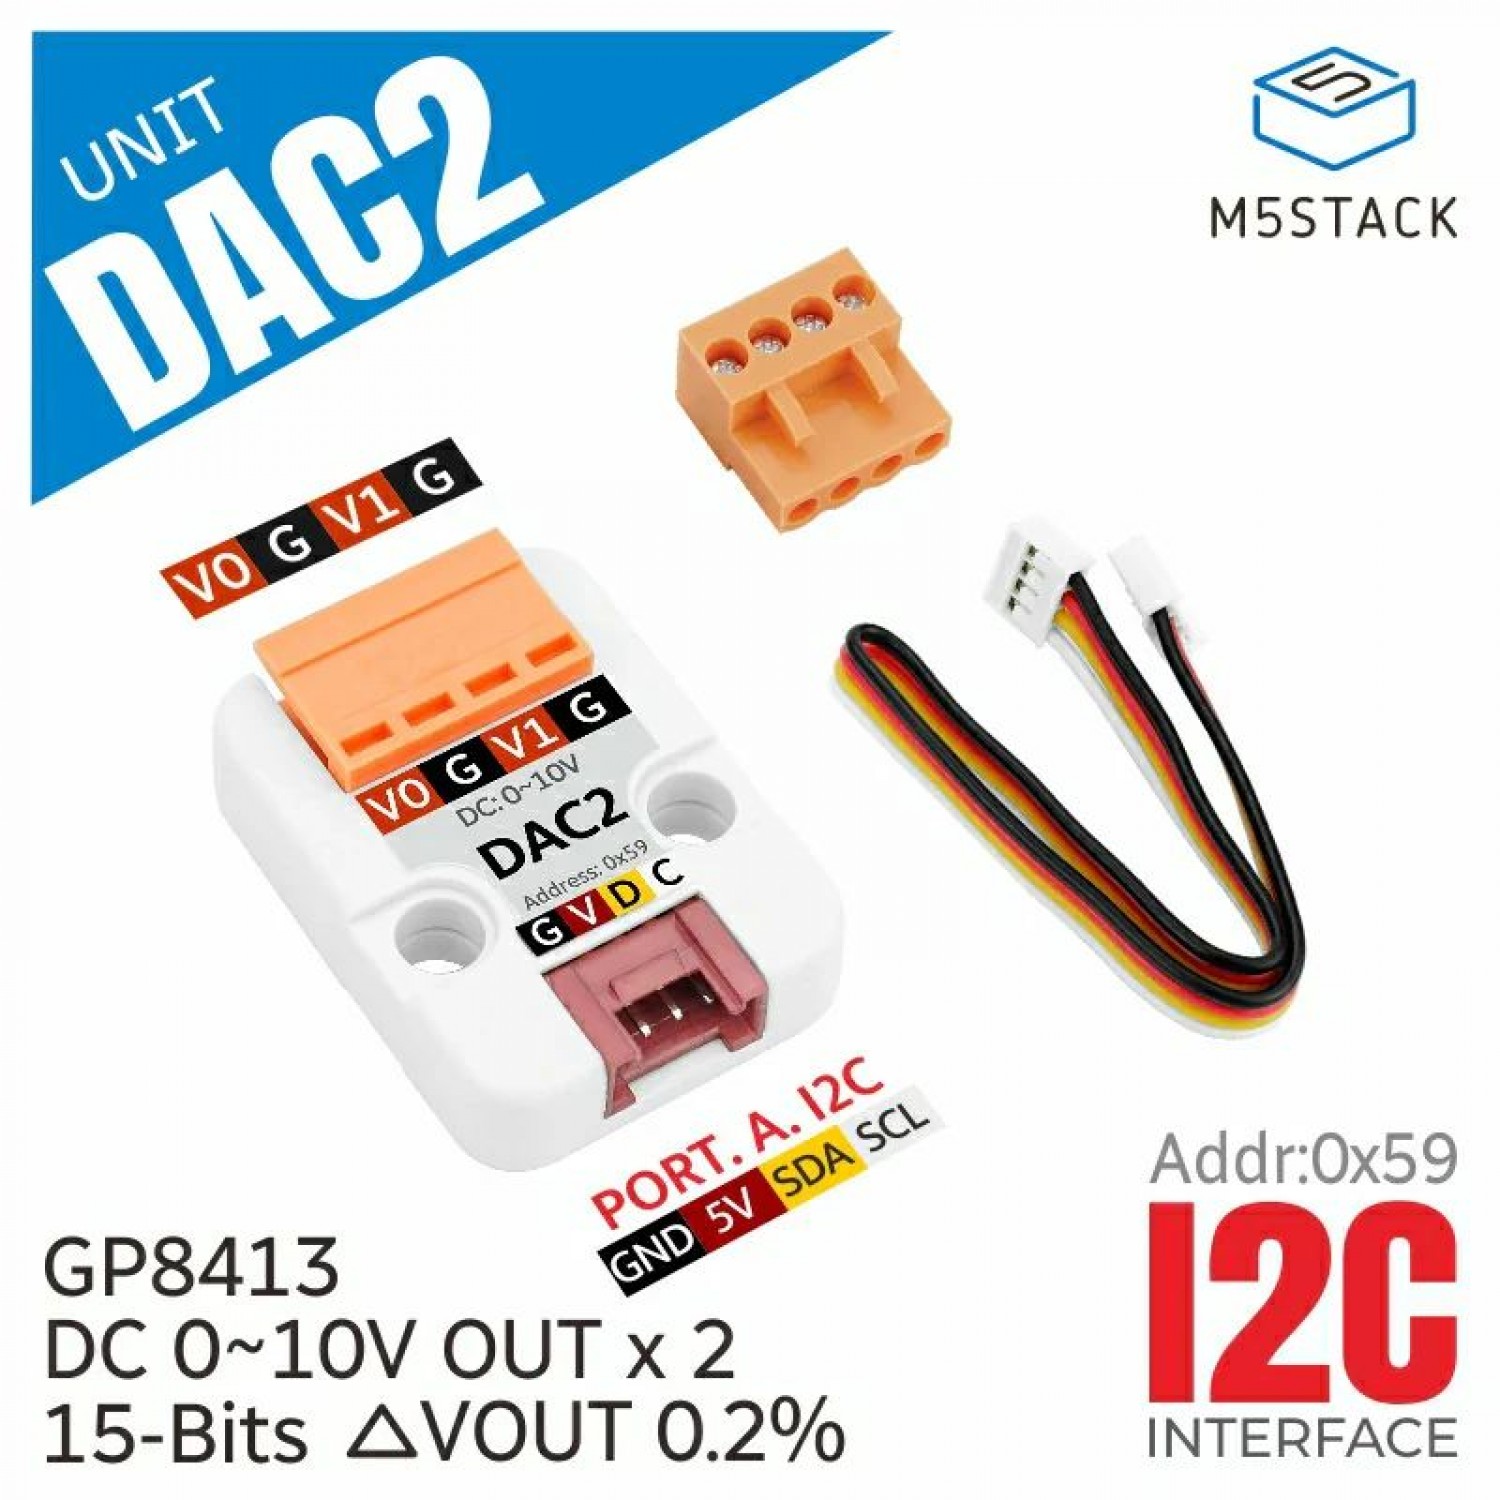 UNIT
DAC2
5
M5STACK
V0 G V1 G
V0 G V1 G
DC: 0~10V
DAC2
Address: 0x59
G V D C
PORT. A. I2C
GND 5V SDA SCL
GP8413
DC 0~10V OUT x 2
15-Bits △VOUT 0.2%
Addr:0x59
I2C
INTERFACE